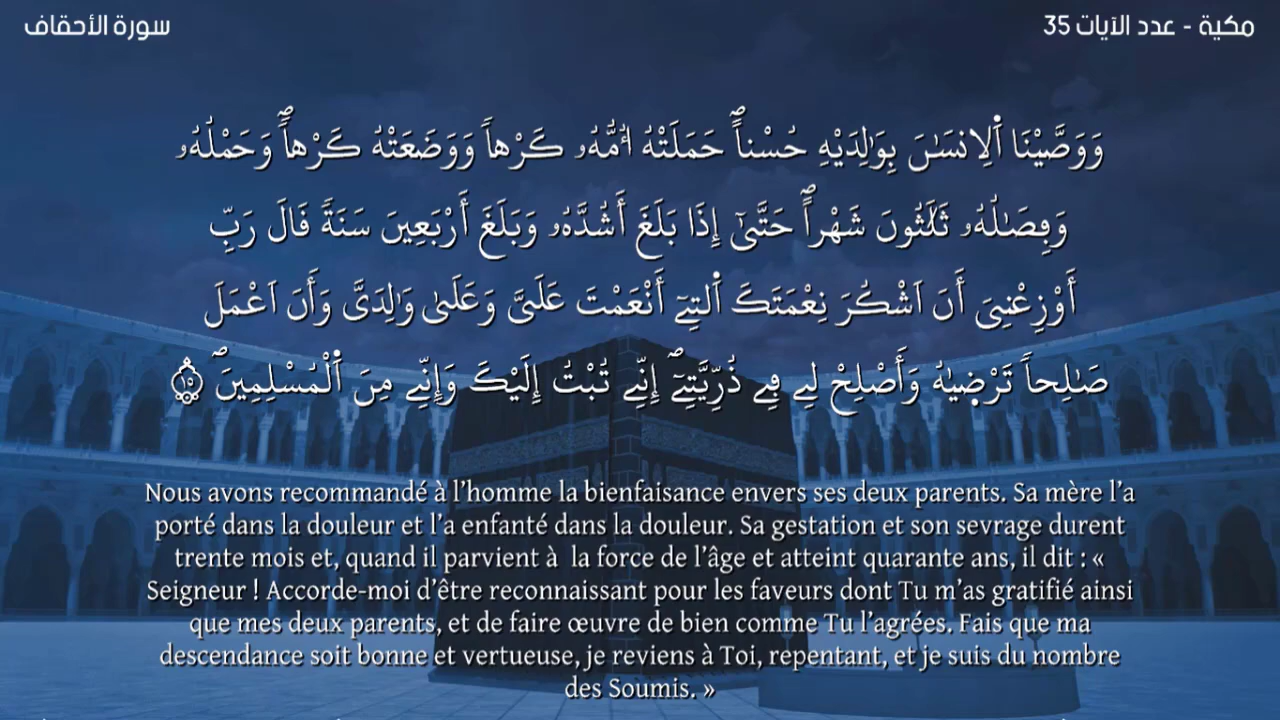 مكية - عدد الآيات 35
سورة الأحقاف
وَوَصَّيْنَا اَ۬لِانسَٰنَ بِوَٰلِدَيْهِ حُسْناًۖ حَمَلَتْهُ أُمُّهُۥ كَرْهاٗ وَوَضَعَتْهُ كَرْهاٗۖ وَحَمْلُهُۥ
وَفِصَٰلُهُۥ ثَلَٰثُونَ شَهْراًۖ حَتَّىٰٓ إِذَا بَلَغَ أَشُدَّهُۥ وَبَلَغَ أَرْبَعِينَ سَنَةٗ قَالَ رَبِّ
أَوْزِعْنِىَ أَنَ اَشْكُرَ نِعْمَتَكَ اَ۬لتِےٓ أَنْعَمْتَ عَلَىَّ وَعَلَىٰ وَٰلِدَىَّ وَأَنَ اَعْمَلَ
صَٰلِحاٗ تَرْضِيٰهُ وَأَصْلِحْ لِے فِے ذُرِّيَّتِےٓۖ إِنِّے تُبْتُ إِلَيْكَ وَإِنِّے مِنَ اَ۬لْمُسْلِمِينَۖ ١٥
Nous avons recommandé à l’homme la bienfaisance envers ses deux parents. Sa mère l’a
porté dans la douleur et l’a enfanté dans la douleur. Sa gestation et son sevrage durent
trente mois et, quand il parvient à  la force de l’âge et atteint quarante ans, il dit : «
Seigneur ! Accorde-moi d’être reconnaissant pour les faveurs dont Tu m’as gratifié ainsi
que mes deux parents, et de faire œuvre de bien comme Tu l’agrées. Fais que ma
descendance soit bonne et vertueuse, je reviens à Toi, repentant, et je suis du nombre
des Soumis. »